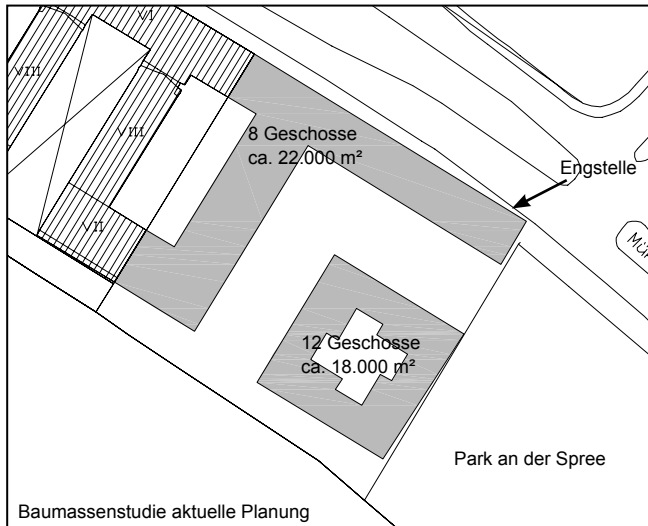 VI
VIII
VIII
VII
8 Geschosse
ca. 22.000 m²
Engstelle
12 Geschosse
ca. 18.000 m²
Park an der Spree
Baumassenstudie aktuelle Planung